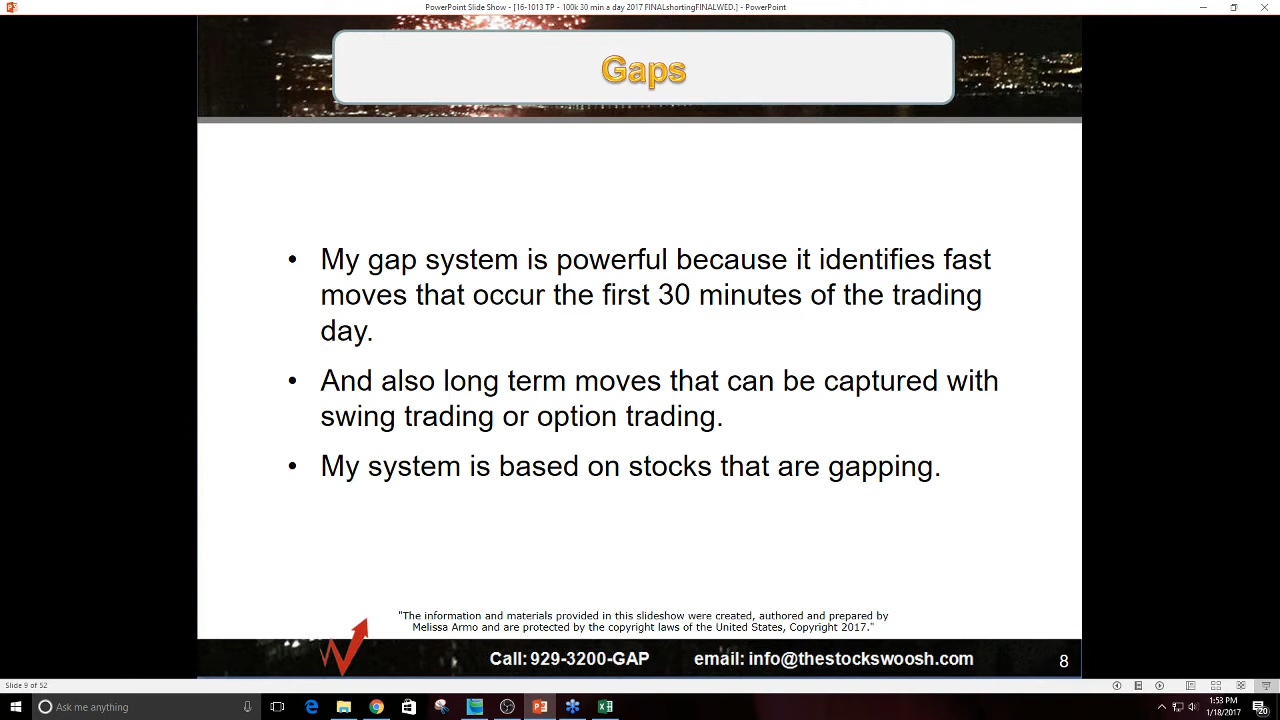 PowerPoint Slide Show - [16-1013 TP - 100k 30 min a day 2017 FINALshortingFINALWED.] - PowerPoint
Gaps
• My gap system is powerful because it identifies fast
moves that occur the first 30 minutes of the trading
day.
• And also long term moves that can be captured with
swing trading or option trading.
• My system is based on stocks that are gapping.
"The information and materials provided in this slideshow were created, authored and prepared by
Melissa Armo and are protected by the copyright laws of the United States, Copyright 2017."
Call: 929-3200-GAP email: info@thestockswoosh.com 8
Slide 9 of 52
Ask me anything
1:53 PM
1/18/2017
20